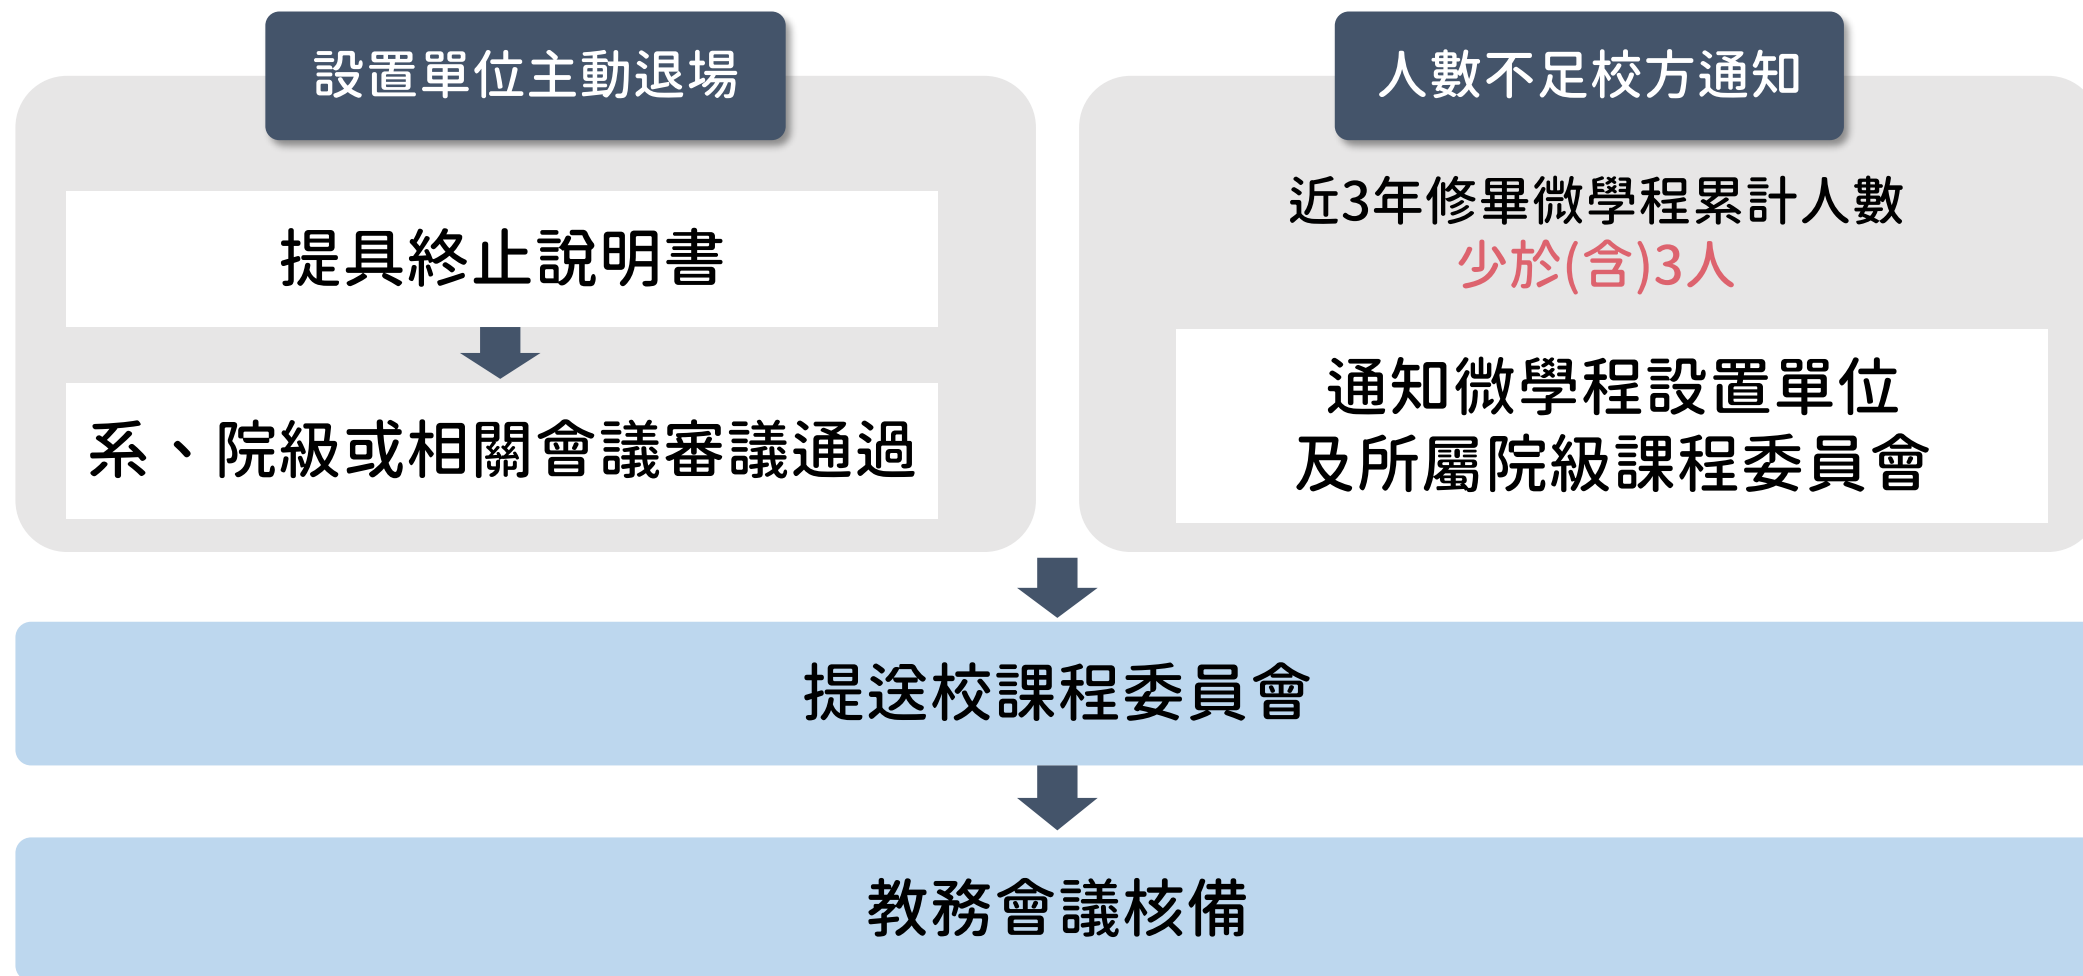 設置單位主動退場
提具終止說明書
系、院級或相關會議審議通過
人數不足校方通知
近3年修畢微學程累計人數
少於(含)3人
通知微學程設置單位
及所屬院級課程委員會
提送校課程委員會
教務會議核備